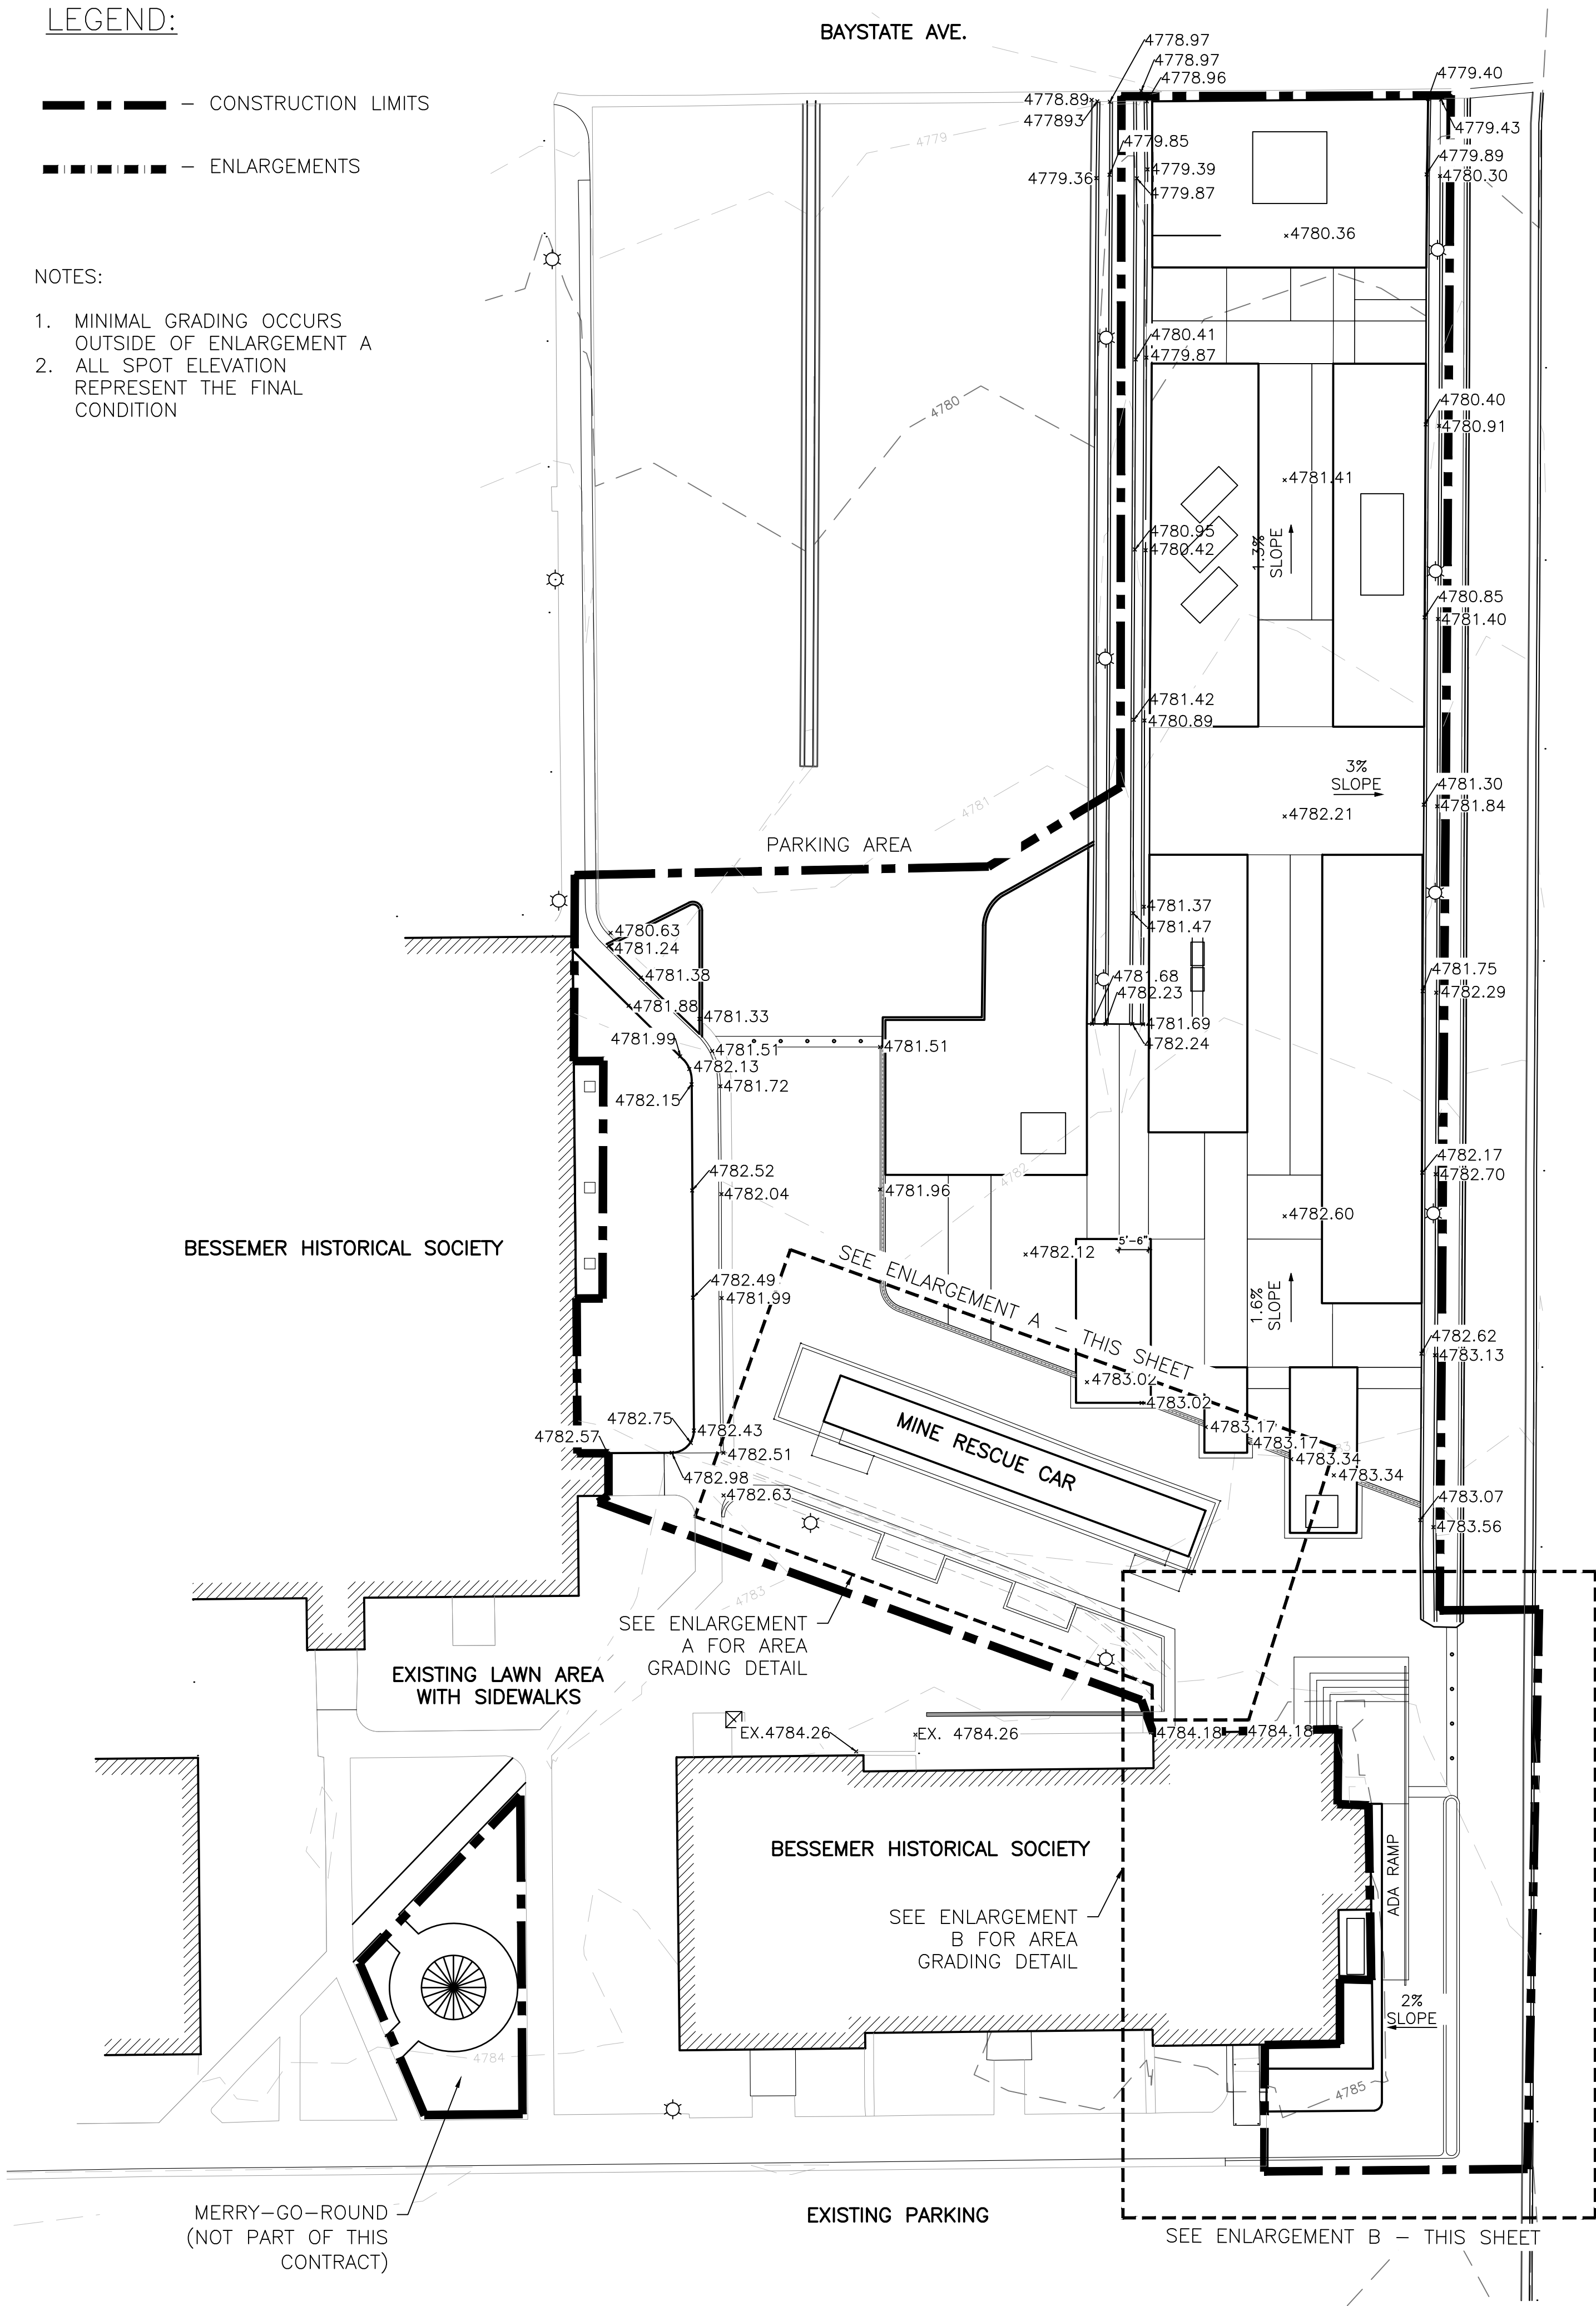 LEGEND:
BAYSTATE AVE.
– CONSTRUCTION LIMITS
– ENLARGEMENTS
NOTES:
1. MINIMAL GRADING OCCURS
OUTSIDE OF ENLARGEMENT A
2. ALL SPOT ELEVATION
REPRESENT THE FINAL
CONDITION
4778.97
4778.97
4778.96
4779.40
4778.89
477893
4779.43
4779
4779.85
4779.89
4779.39
4779.36
4780.30
4779.87
4780.36
4780.41
4779.87
4780
4780.40
4780.91
4781.41
4780.95
4780.42
1.3%
SLOPE
4780.85
4781.40
4781.42
4780.89
3%
SLOPE
4781.30
4781.84
4781
4782.21
PARKING AREA
4781.37
4781.47
4780.63
4781.24
4781.38
4781.68
4781.75
4782.23
4782.29
4781.88
4781.33
4781.69
4781.99
4782.24
4781.51
4781.51
4782.13
4781.72
4782.15
4782.52
4782.17
4782.04
4782
4782.70
4781.96
4782.60
BESSEMER HISTORICAL SOCIETY
5'-6"
4782.12
SEE ENLARGEMENT A – THIS SHEET
4782.49
4781.99
1.6%
SLOPE
4782.62
4783.13
4783.02
4783.02
4782.75
4782.43
4782.57
4783.17
4783.17
4782.51
4783.34
4783.34
MINE RESCUE CAR
4782.98
4782.63
4783.07
4783.56
4783
SEE ENLARGEMENT
A FOR AREA
GRADING DETAIL
EXISTING LAWN AREA
WITH SIDEWALKS
EX.4784.26
EX. 4784.26
4784.18
4784.18
BESSEMER HISTORICAL SOCIETY
ADA RAMP
SEE ENLARGEMENT
B FOR AREA
GRADING DETAIL
2%
SLOPE
4784
4785
MERRY-GO-ROUND
(NOT PART OF THIS
CONTRACT)
EXISTING PARKING
SEE ENLARGEMENT B – THIS SHEET